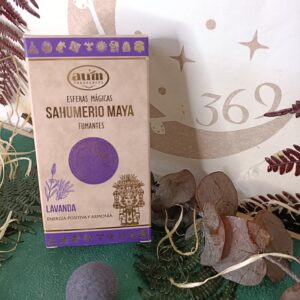 aum
ESFERAS MÁGICAS
SAHUMERIO MAYA
FUMANTES
LAVANDA
ENERGÍA POSITIVA Y ARMONÍA
369